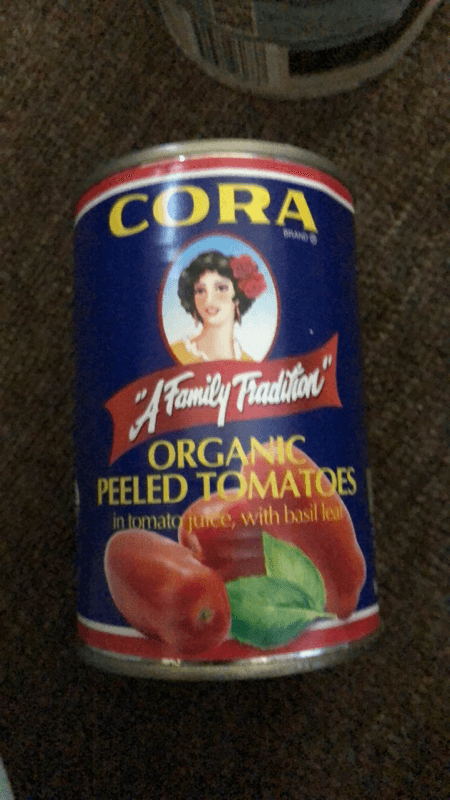 CORA
BRAND ®
"A Family Tradition"
ORGANIC
PEELED TOMATOES
in tomato juice, with basil leaf